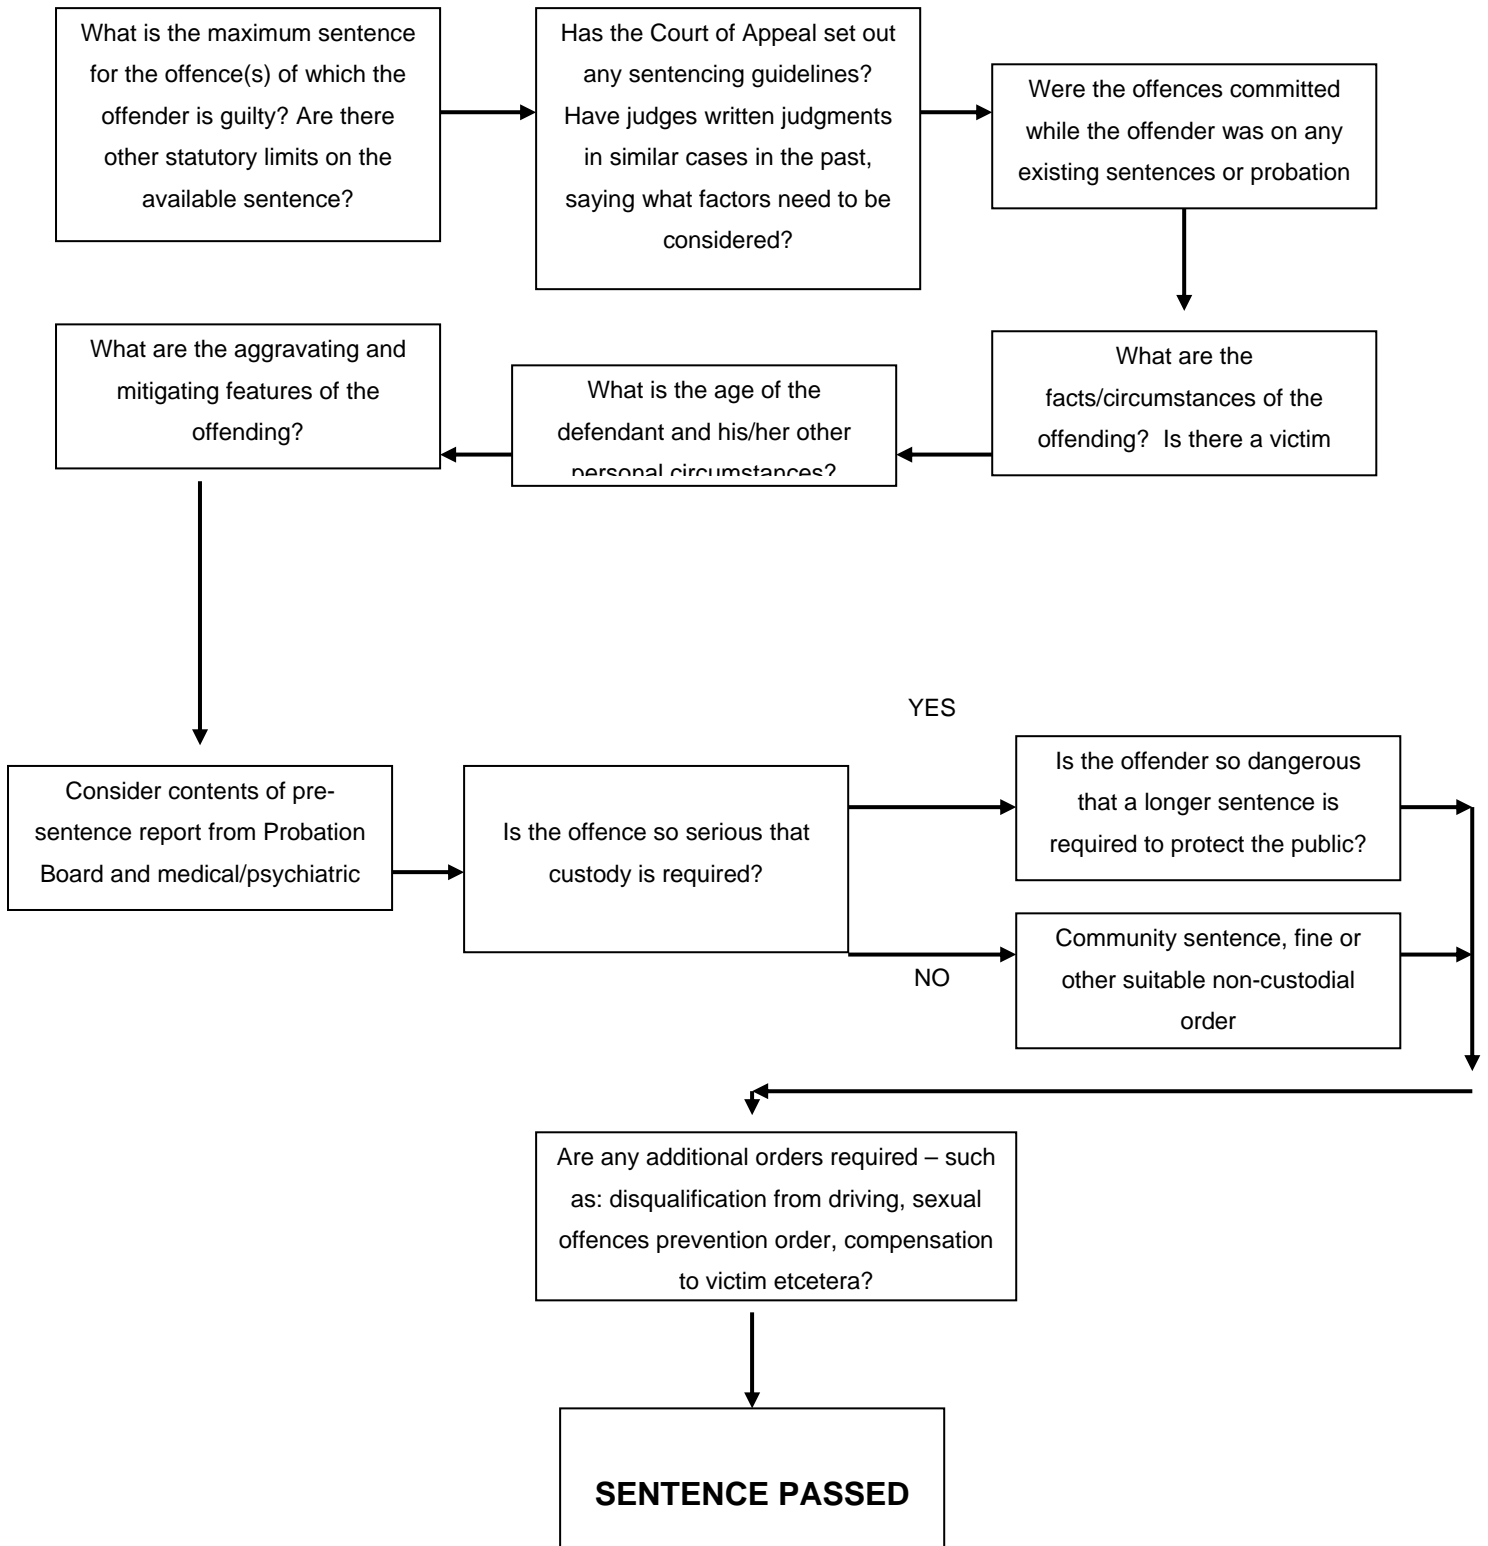 What is the maximum sentence
for the offence(s) of which the
offender is guilty? Are there
other statutory limits on the
available sentence?
Has the Court of Appeal set out
any sentencing guidelines?
Have judges written judgments
in similar cases in the past,
saying what factors need to be
considered?
Were the offences committed
while the offender was on any
existing sentences or probation
What are the
facts/circumstances of the
offending?  Is there a victim
What is the age of the
defendant and his/her other
personal circumstances?
What are the aggravating and
mitigating features of the
offending?
Consider contents of pre-
sentence report from Probation
Board and medical/psychiatric
Is the offence so serious that
custody is required?
YES
Is the offender so dangerous
that a longer sentence is
required to protect the public?
NO
Community sentence, fine or
other suitable non-custodial
order
Are any additional orders required – such
as: disqualification from driving, sexual
offences prevention order, compensation
to victim etcetera?
SENTENCE PASSED